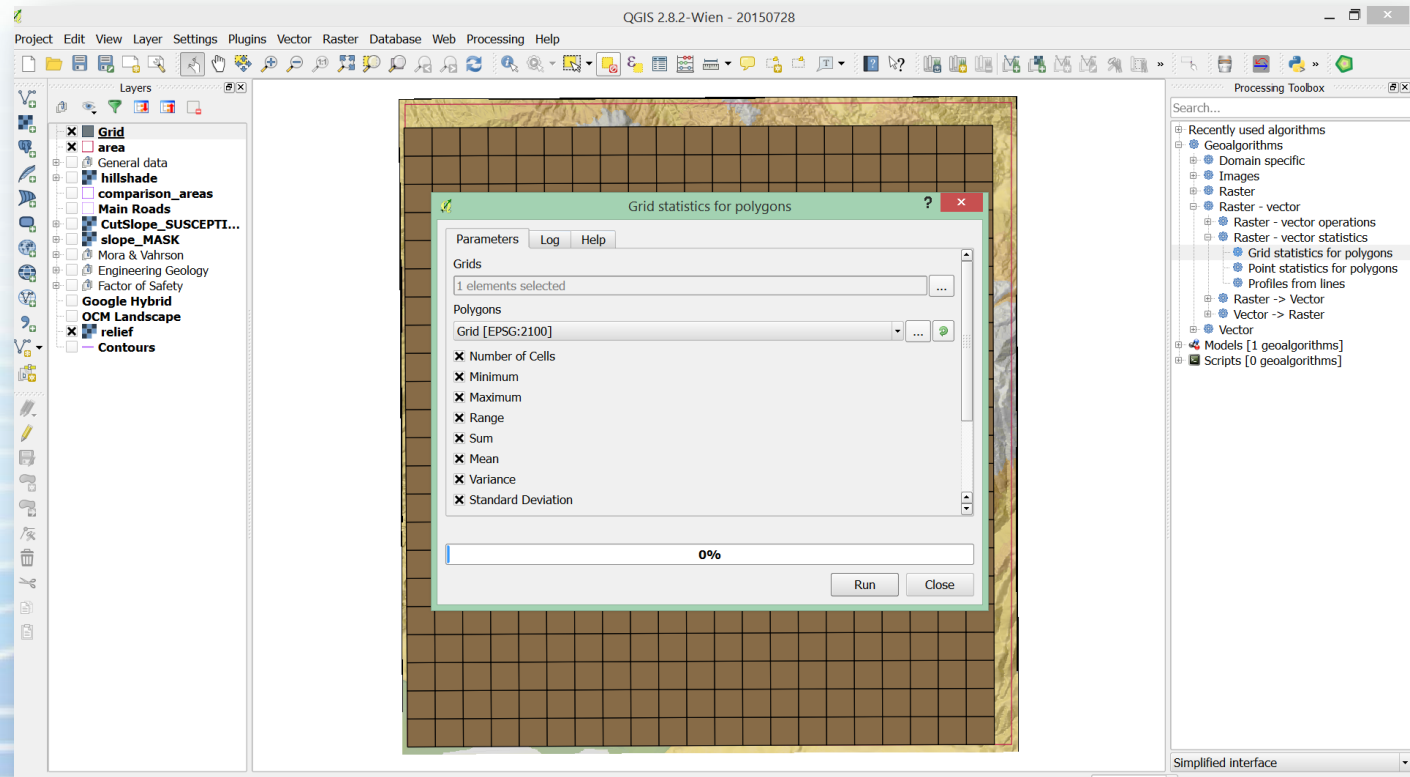 QGIS 2.8.2-Wien - 20150728
Project Edit View Layer Settings Plugins Vector Raster Database Web Processing Help
Layers
Grid
area
General data
hillshade
comparison_areas
Main Roads
CutSlope_SUSCEPTI...
slope_MASK
Mora & Vahrson
Engineering Geology
Factor of Safety
Google Hybrid
OCM Landscape
relief
Contours
Grid statistics for polygons
Parameters Log Help
Grids
1 elements selected
...
Polygons
Grid [EPSG:2100]
...
Number of Cells
Minimum
Maximum
Range
Sum
Mean
Variance
Standard Deviation
0%
Run Close
Processing Toolbox
Search...
Recently used algorithms
Geoalgorithms
Domain specific
Images
Raster
Raster - vector
Raster - vector operations
Raster - vector statistics
Grid statistics for polygons
Point statistics for polygons
Profiles from lines
Raster -> Vector
Vector -> Raster
Vector
Models [1 geoalgorithms]
Scripts [0 geoalgorithms]
Simplified interface